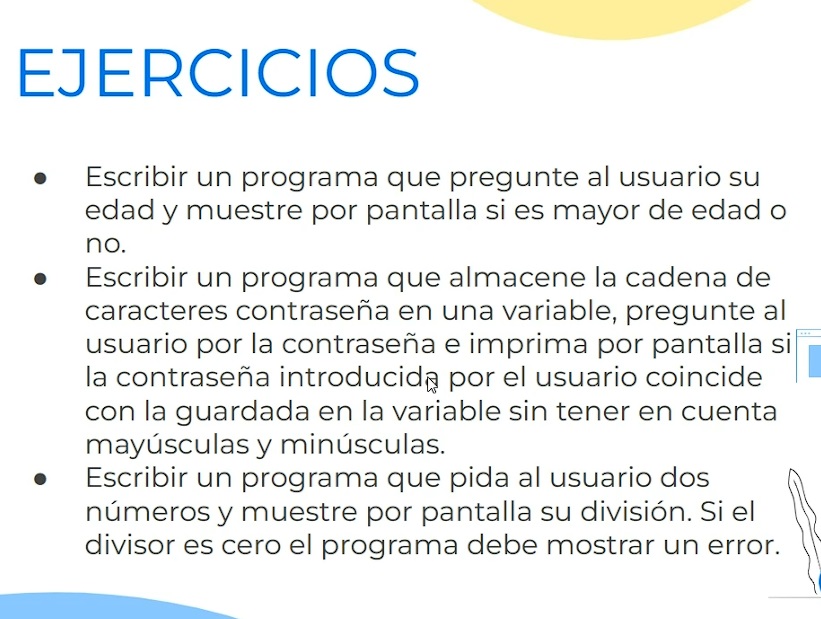 EJERCICIOS
● Escribir un programa que pregunte al usuario su
edad y muestre por pantalla si es mayor de edad o
no.
● Escribir un programa que almacene la cadena de
caracteres contraseña en una variable, pregunte al
usuario por la contraseña e imprima por pantalla si
la contraseña introducida por el usuario coincide
con la guardada en la variable sin tener en cuenta
mayúsculas y minúsculas.
● Escribir un programa que pida al usuario dos
números y muestre por pantalla su división. Si el
divisor es cero el programa debe mostrar un error.